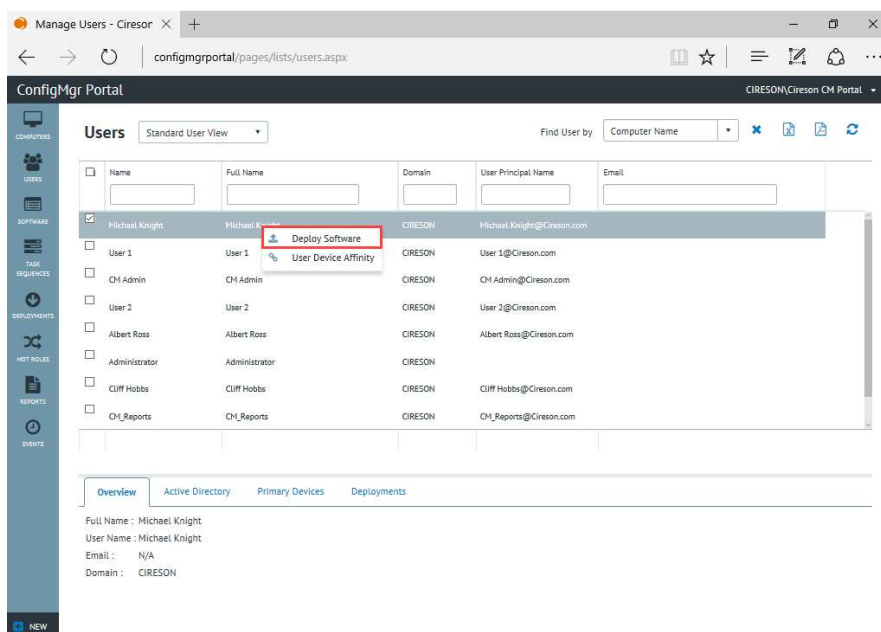 Manage Users - Cireson
configmgrportal/pages/lists/users.aspx
ConfigMgr Portal
CIRESON\Cireson CM Portal
COMPUTERS
USERS
SOFTWARE
TASK
SEQUENCES
DEPLOYMENTS
MDT ROLES
REPORTS
EVENTS
NEW
Users
Standard User View
Find User by
Computer Name
Name Full Name Domain User Principal Name Email
Michael Knight Michael Knight CIRESON Michael Knight@Cireson.com
Deploy Software
User Device Affinity
User 1 User 1 CIRESON User 1@Cireson.com
CM Admin CM Admin CIRESON CM Admin@Cireson.com
User 2 User 2 CIRESON User 2@Cireson.com
Albert Ross Albert Ross CIRESON Albert Ross@Cireson.com
Administrator Administrator CIRESON
Cliff Hobbs Cliff Hobbs CIRESON Cliff Hobbs@Cireson.com
CM_Reports CM_Reports CIRESON CM_Reports@Cireson.com
Overview Active Directory Primary Devices Deployments
Full Name : Michael Knight
User Name : Michael Knight
Email : N/A
Domain : CIRESON